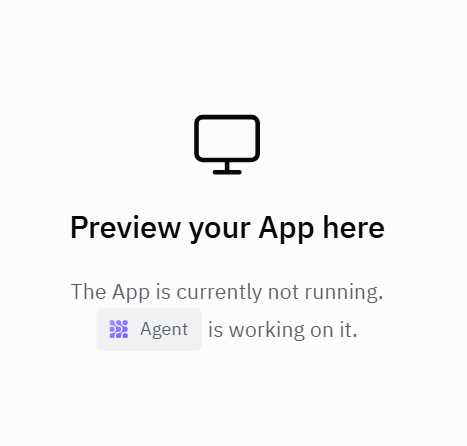 Preview your App here
The App is currently not running.
Agent is working on it.